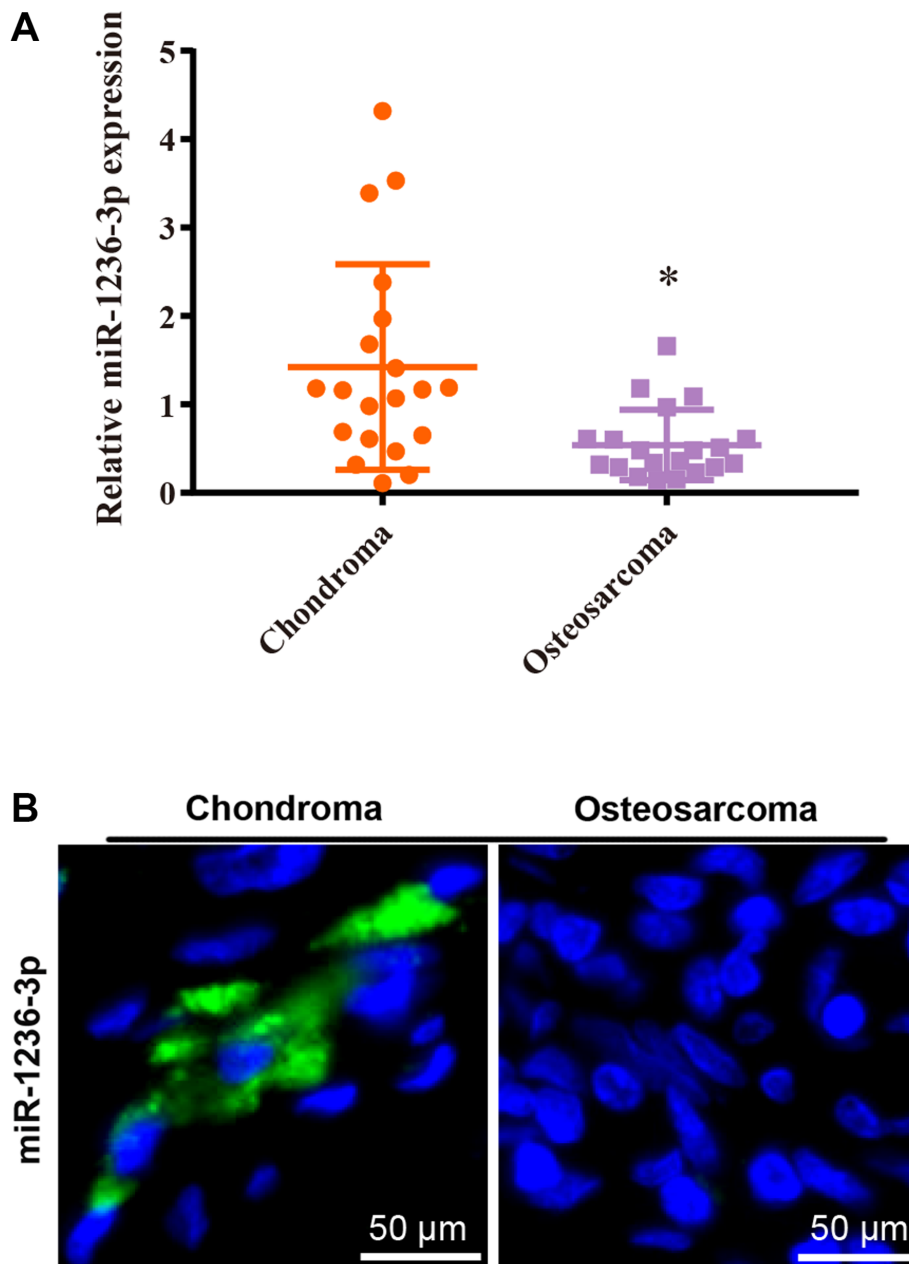 A
Relative miR-1236-3p expression
5
4
3
2
1
0
*
Chondroma
Osteosarcoma
B
Chondroma
Osteosarcoma
miR-1236-3p
50 μm
50 μm